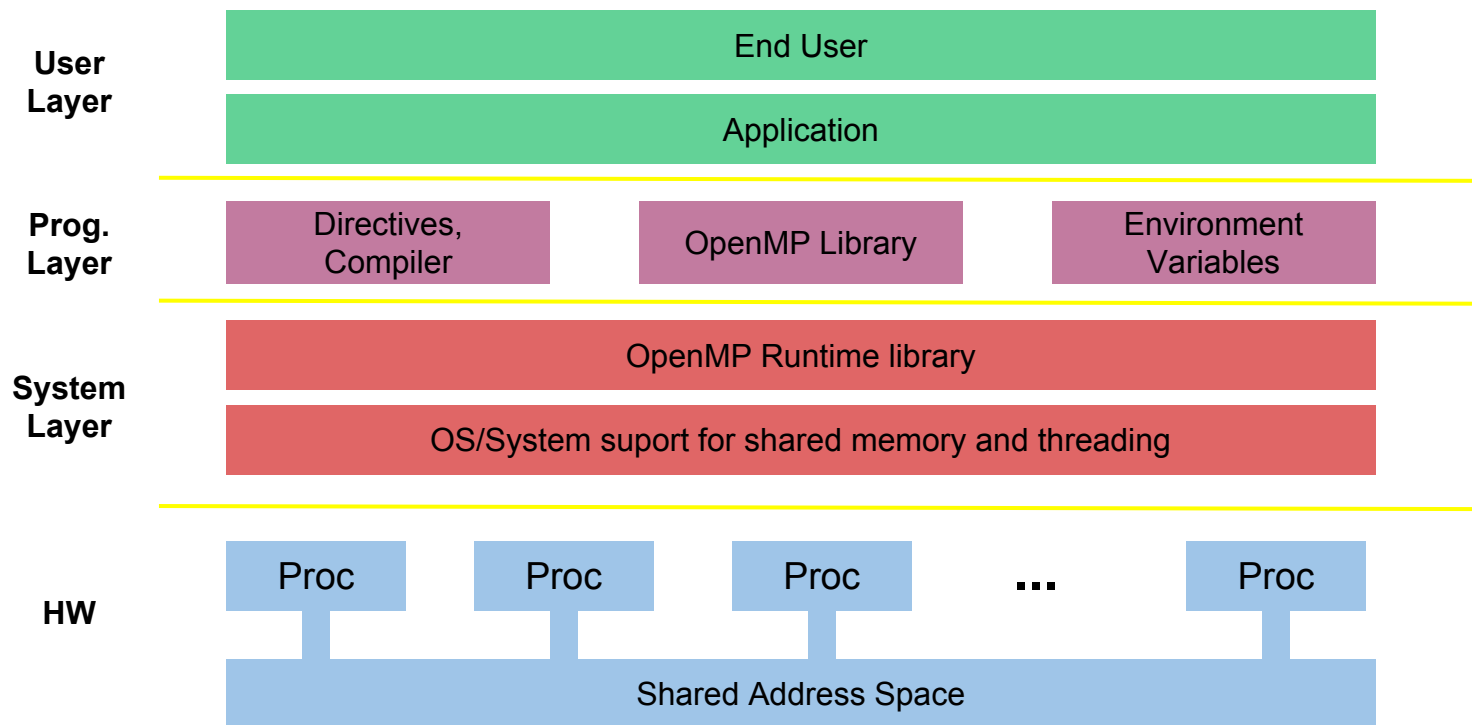 User
Layer
End User
Application
Prog.
Layer
Directives,
Compiler
OpenMP Library
Environment
Variables
System
Layer
OpenMP Runtime library
OS/System suport for shared memory and threading
HW
Proc
Proc
Proc
...
Proc
Shared Address Space